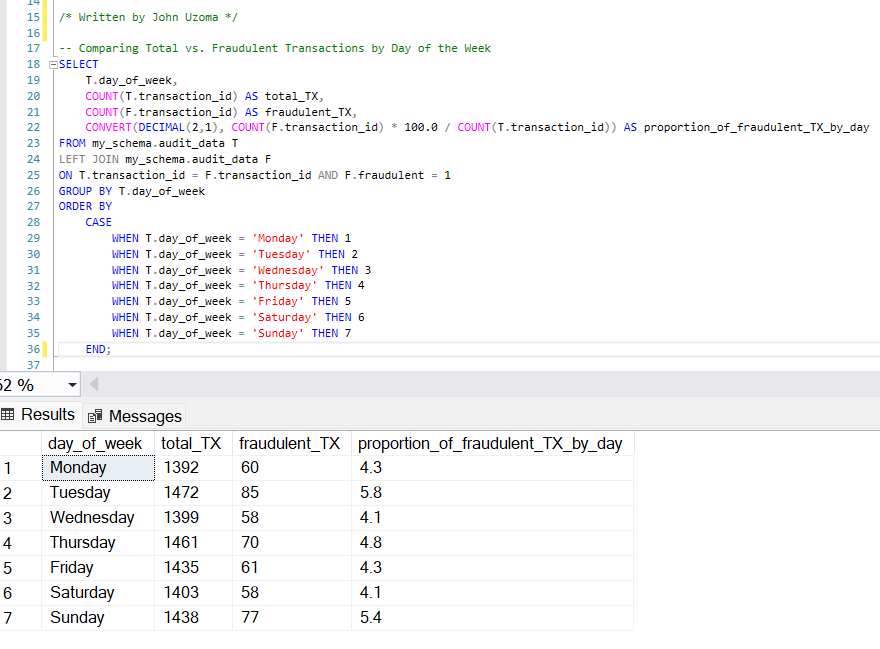 14
15 /* Written by John Uzoma */
16
17 -- Comparing Total vs. Fraudulent Transactions by Day of the Week
18 SELECT
19 T.day_of_week,
20 COUNT(T.transaction_id) AS total_TX,
21 COUNT(F.transaction_id) AS fraudulent_TX,
22 CONVERT(DECIMAL(2,1), COUNT(F.transaction_id) * 100.0 / COUNT(T.transaction_id)) AS proportion_of_fraudulent_TX_by_day
23 FROM my_schema.audit_data T
24 LEFT JOIN my_schema.audit_data F
25 ON T.transaction_id = F.transaction_id AND F.fraudulent = 1
26 GROUP BY T.day_of_week
27 ORDER BY
28 CASE
29 WHEN T.day_of_week = 'Monday' THEN 1
30 WHEN T.day_of_week = 'Tuesday' THEN 2
31 WHEN T.day_of_week = 'Wednesday' THEN 3
32 WHEN T.day_of_week = 'Thursday' THEN 4
33 WHEN T.day_of_week = 'Friday' THEN 5
34 WHEN T.day_of_week = 'Saturday' THEN 6
35 WHEN T.day_of_week = 'Sunday' THEN 7
36 END;
37
52 %
Results Messages
day_of_week total_TX fraudulent_TX proportion_of_fraudulent_TX_by_day
1 Monday 1392 60 4.3
2 Tuesday 1472 85 5.8
3 Wednesday 1399 58 4.1
4 Thursday 1461 70 4.8
5 Friday 1435 61 4.3
6 Saturday 1403 58 4.1
7 Sunday 1438 77 5.4